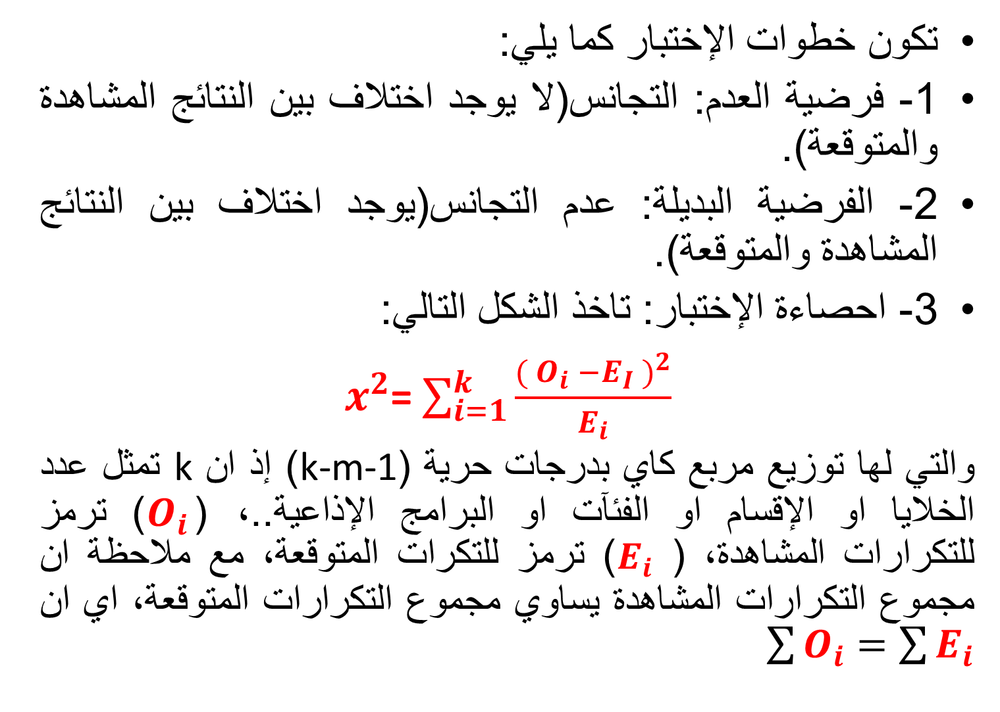 • تكون خطوات الإختبار كما يلي:
• 1- فرضية العدم: التجانس(لا يوجد اختلاف بين النتائج المشاهدة
والمتوقعة).
• 2- الفرضية البديلة: عدم التجانس(يوجد اختلاف بين النتائج
المشاهدة والمتوقعة).
• 3- احصاءة الإختبار: تاخذ الشكل التالي:
$x^2 = \sum_{i=1}^{k} \frac{(O_i - E_I)^2}{E_i}$
والتي لها توزيع مربع كاي بدرجات حرية (k-m-1) إذ ان k تمثل عدد
الخلايا او الإقسام او الفئآت او البرامج الإذاعية..، ($O_i$) ترمز
للتكرارات المشاهدة، ($E_i$) ترمز للتكرات المتوقعة، مع ملاحظة ان
مجموع التكرارات المشاهدة يساوي مجموع التكرارات المتوقعة، اي ان
$\sum O_i = \sum E_i$